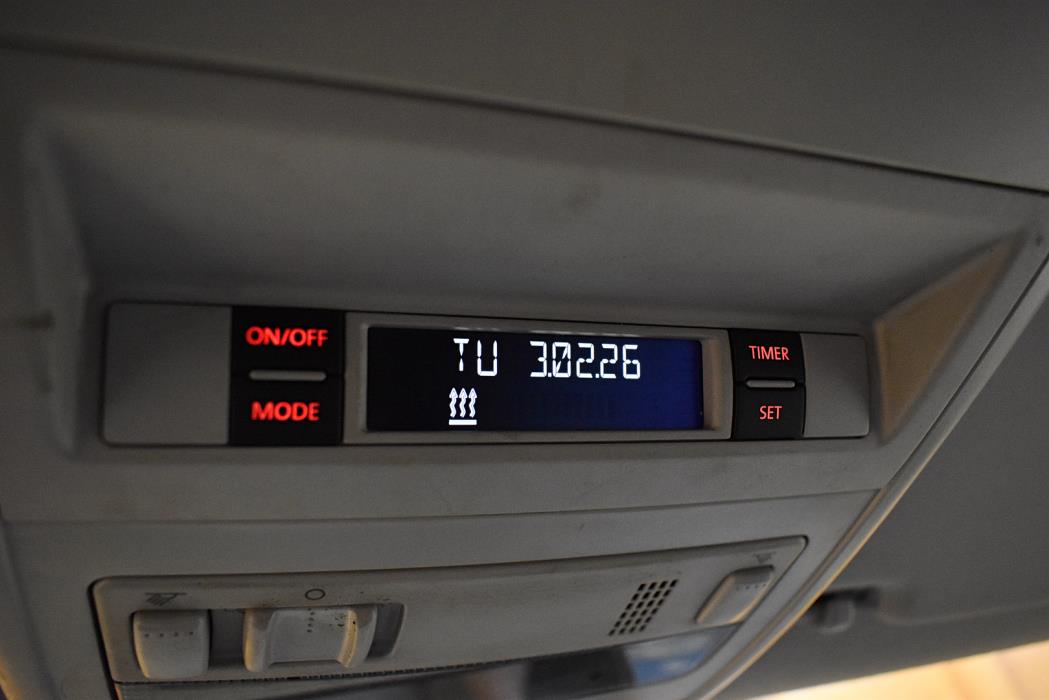 ON/OFF
MODE
TU 3.02.26
TIMER
SET